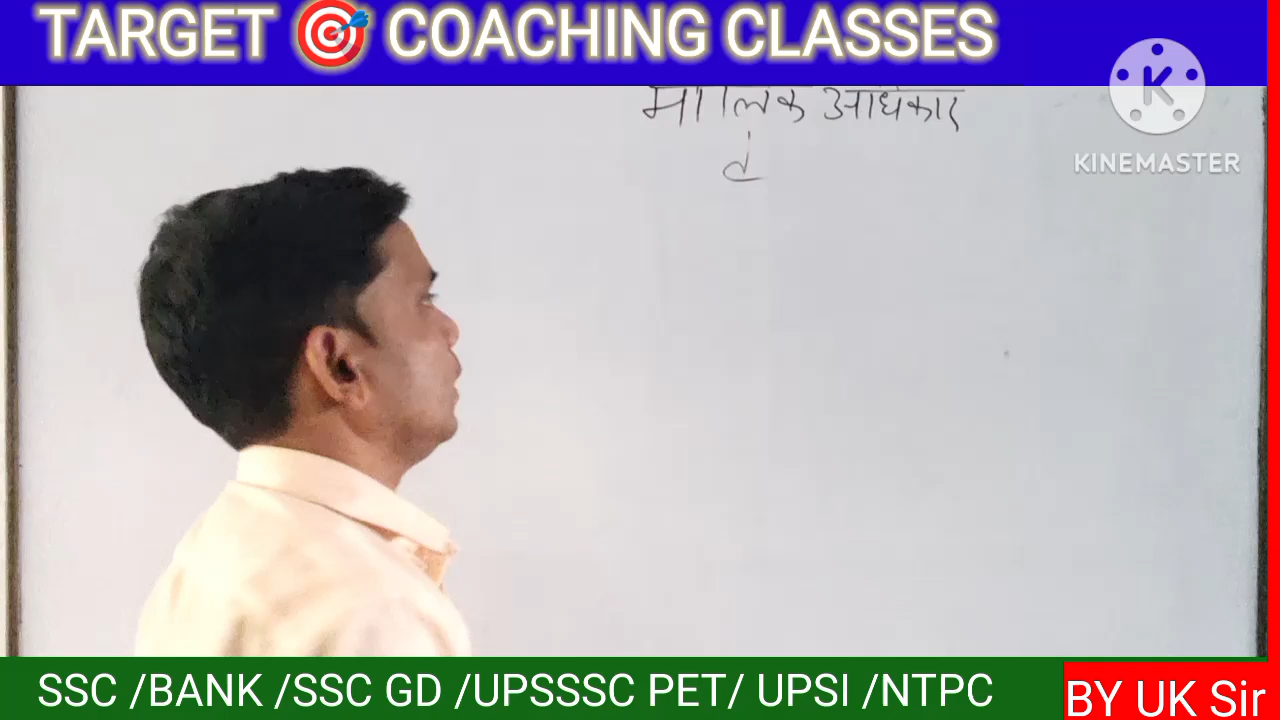 TARGET 🎯 COACHING CLASSES
KINEMASTER
मौलिक अधिकार
SSC /BANK /SSC GD /UPSSSC PET/ UPSI /NTPC
BY UK Sir